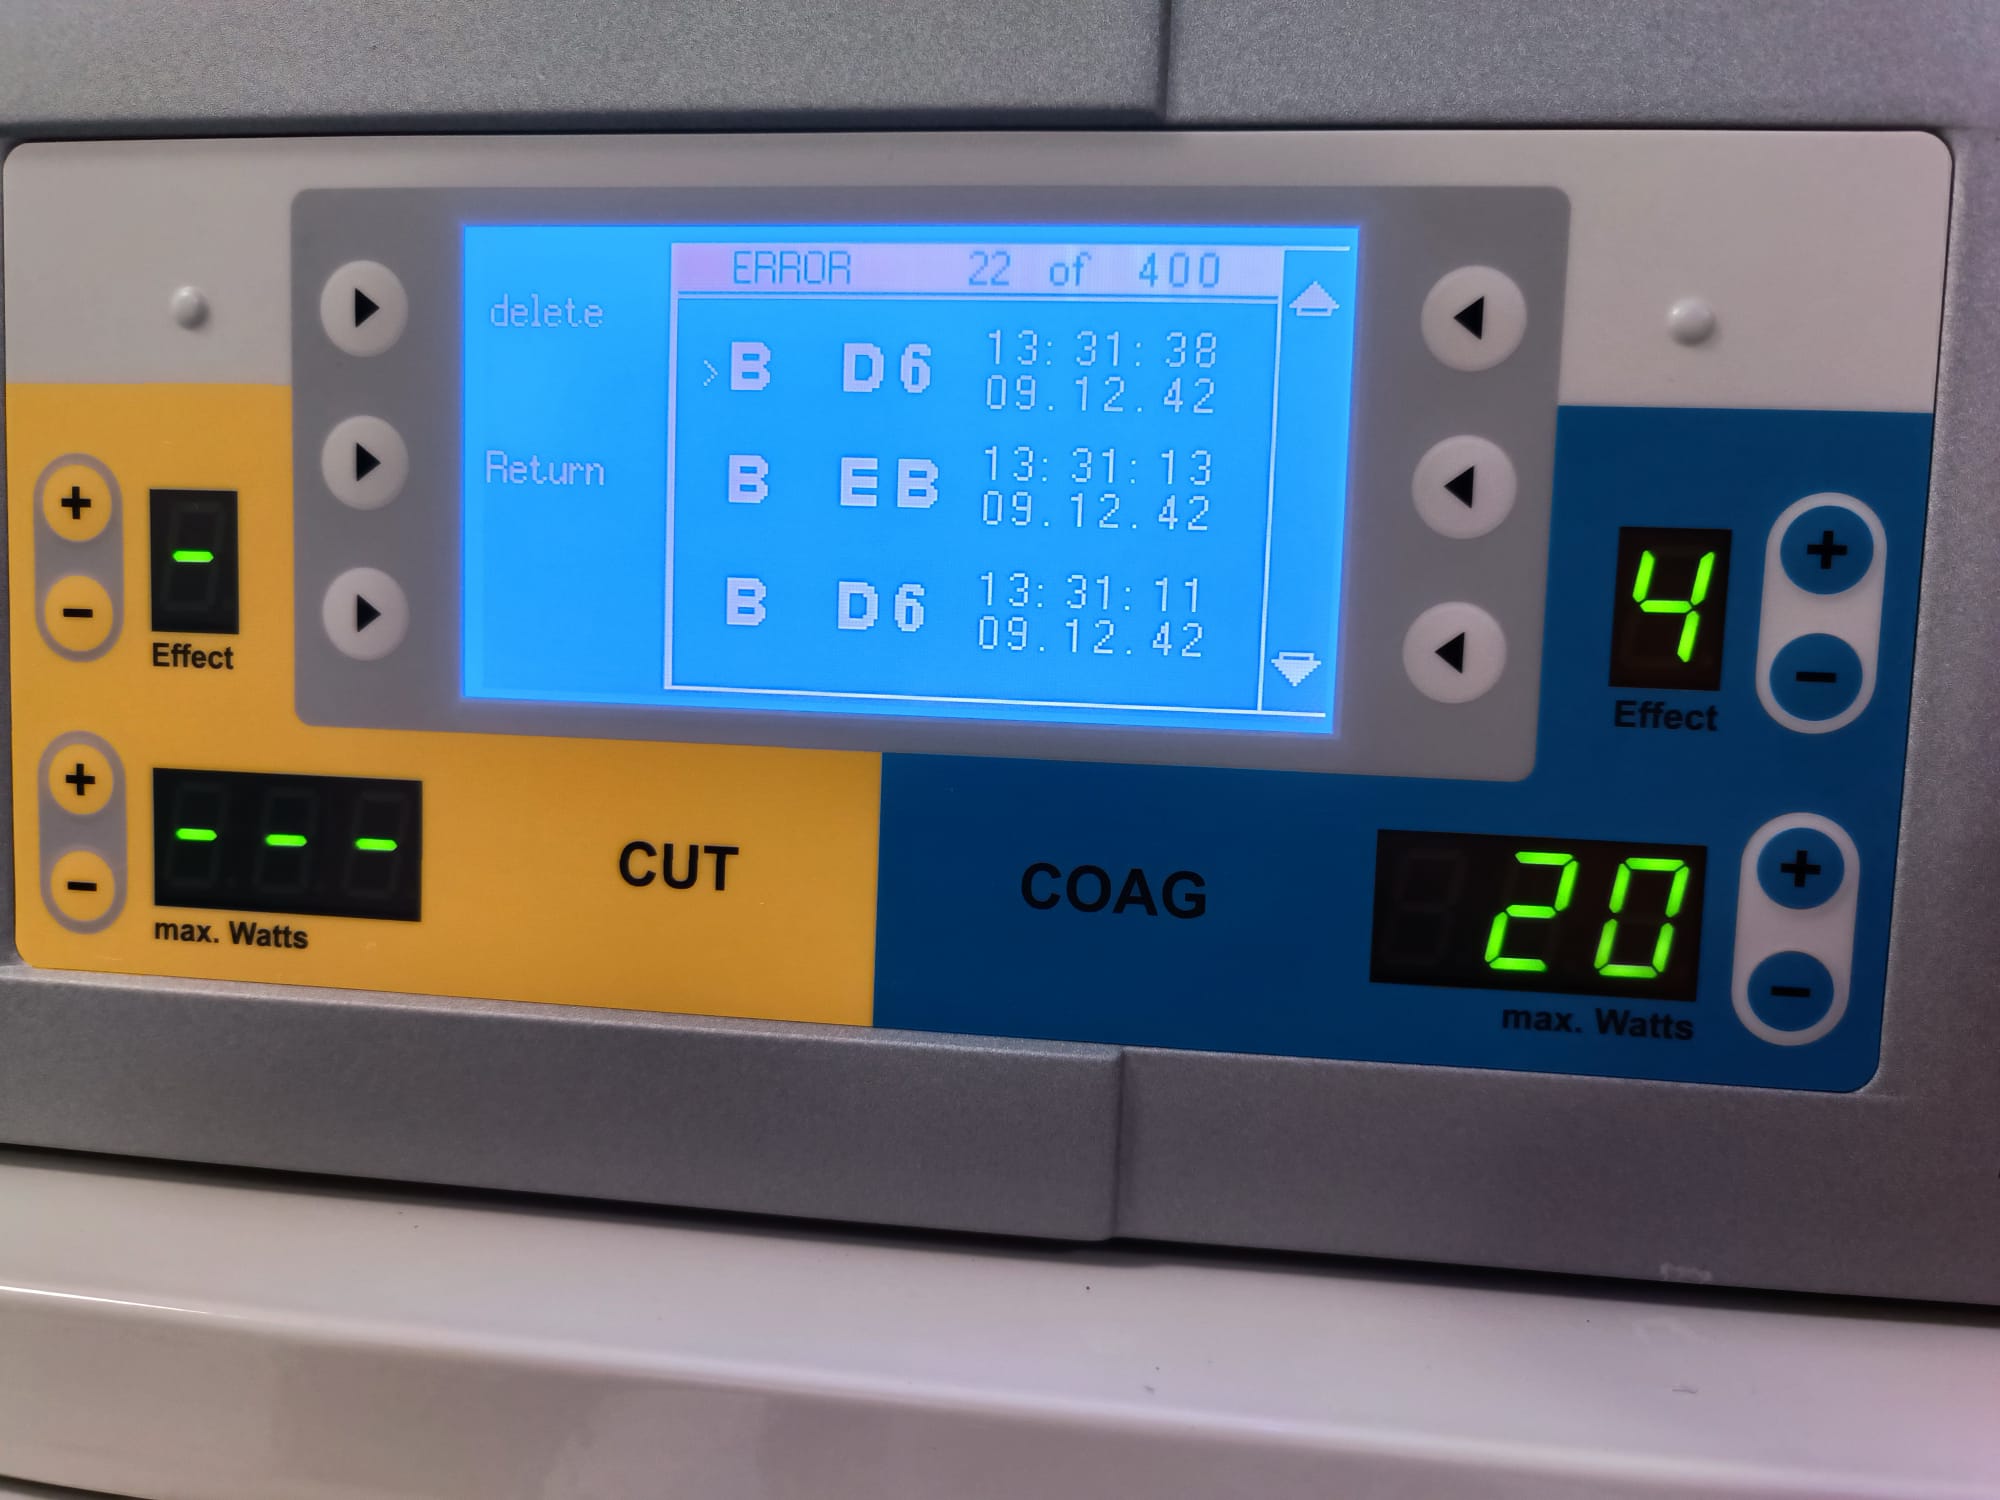 ERROR 22 of 400
delete
>B D6 13:31:38
09.12.42
Return
B EB 13:31:13
09.12.42
B D6 13:31:11
09.12.42
+
-
-
Effect
+
-
4
Effect
+
-
---
max. Watts
CUT
COAG
20
max. Watts
+
-